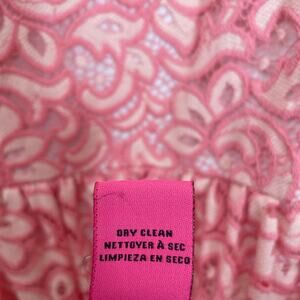 DRY CLEAN
NETTOYER À SEC
LIMPIEZA EN SECO